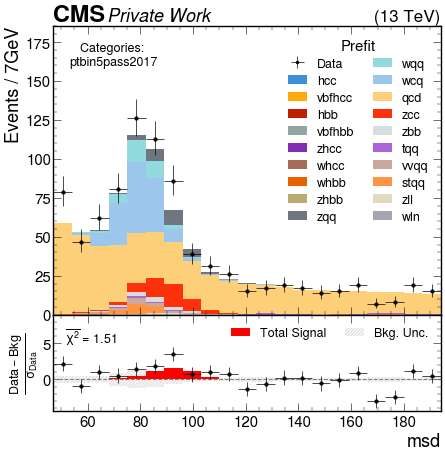 CMS Private Work (13 TeV)
Categories:
ptbin5pass2017
Prefit
Data
hcc
vbfhcc
hbb
vbfhbb
zhcc
whcc
whbb
zhbb
zqq
wqq
wcq
qcd
zcc
zbb
tqq
vvqq
stqq
zll
wln
Events / 7GeV
175
150
125
100
75
50
25
0
χ² = 1.51
Total Signal
Bkg. Unc.
Data − Bkg
σData
5
0
60 80 100 120 140 160 180
msd